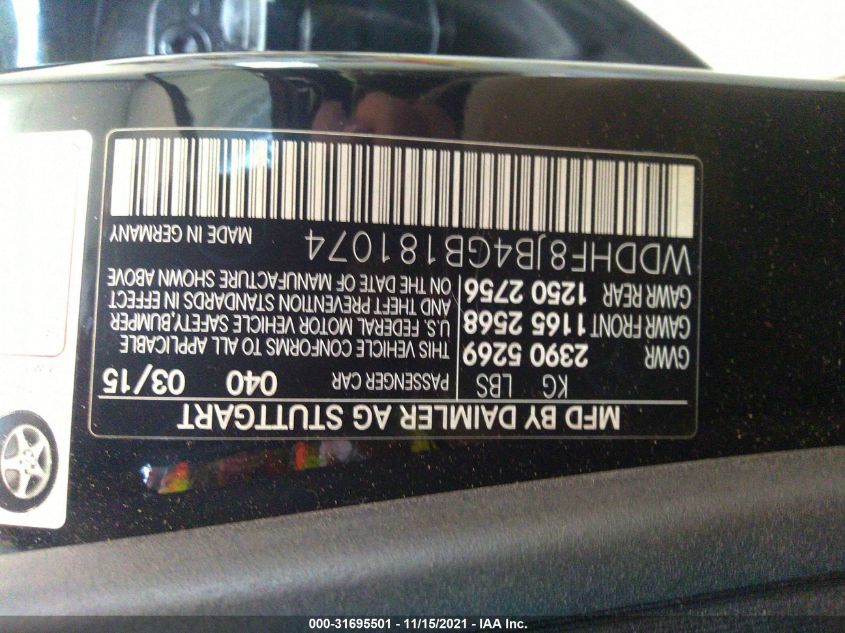 MFD BY DAIMLER AG STUTTGART
KG LBS PASSENGER CAR 040 03/15
GVWR 2390 5269 THIS VEHICLE CONFORMS TO ALL APPLICABLE
GAWR FRONT 1165 2568 U.S. FEDERAL MOTOR VEHICLE SAFETY,BUMPER
AND THEFT PREVENTION STANDARDS IN EFFECT
GAWR REAR 1250 2756 ON THE DATE OF MANUFACTURE SHOWN ABOVE
WDDHF8JB4GB181074 MADE IN GERMANY
000-31695501 - 11/15/2021 - IAA Inc.